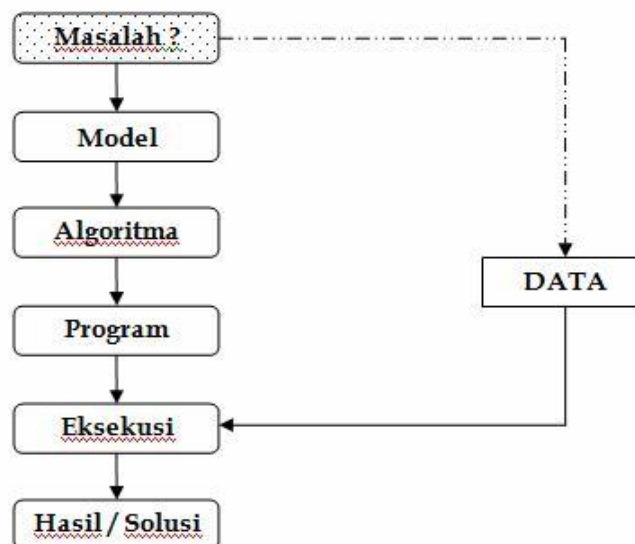 Masalah ?
Model
Algoritma
DATA
Program
Eksekusi
Hasil / Solusi